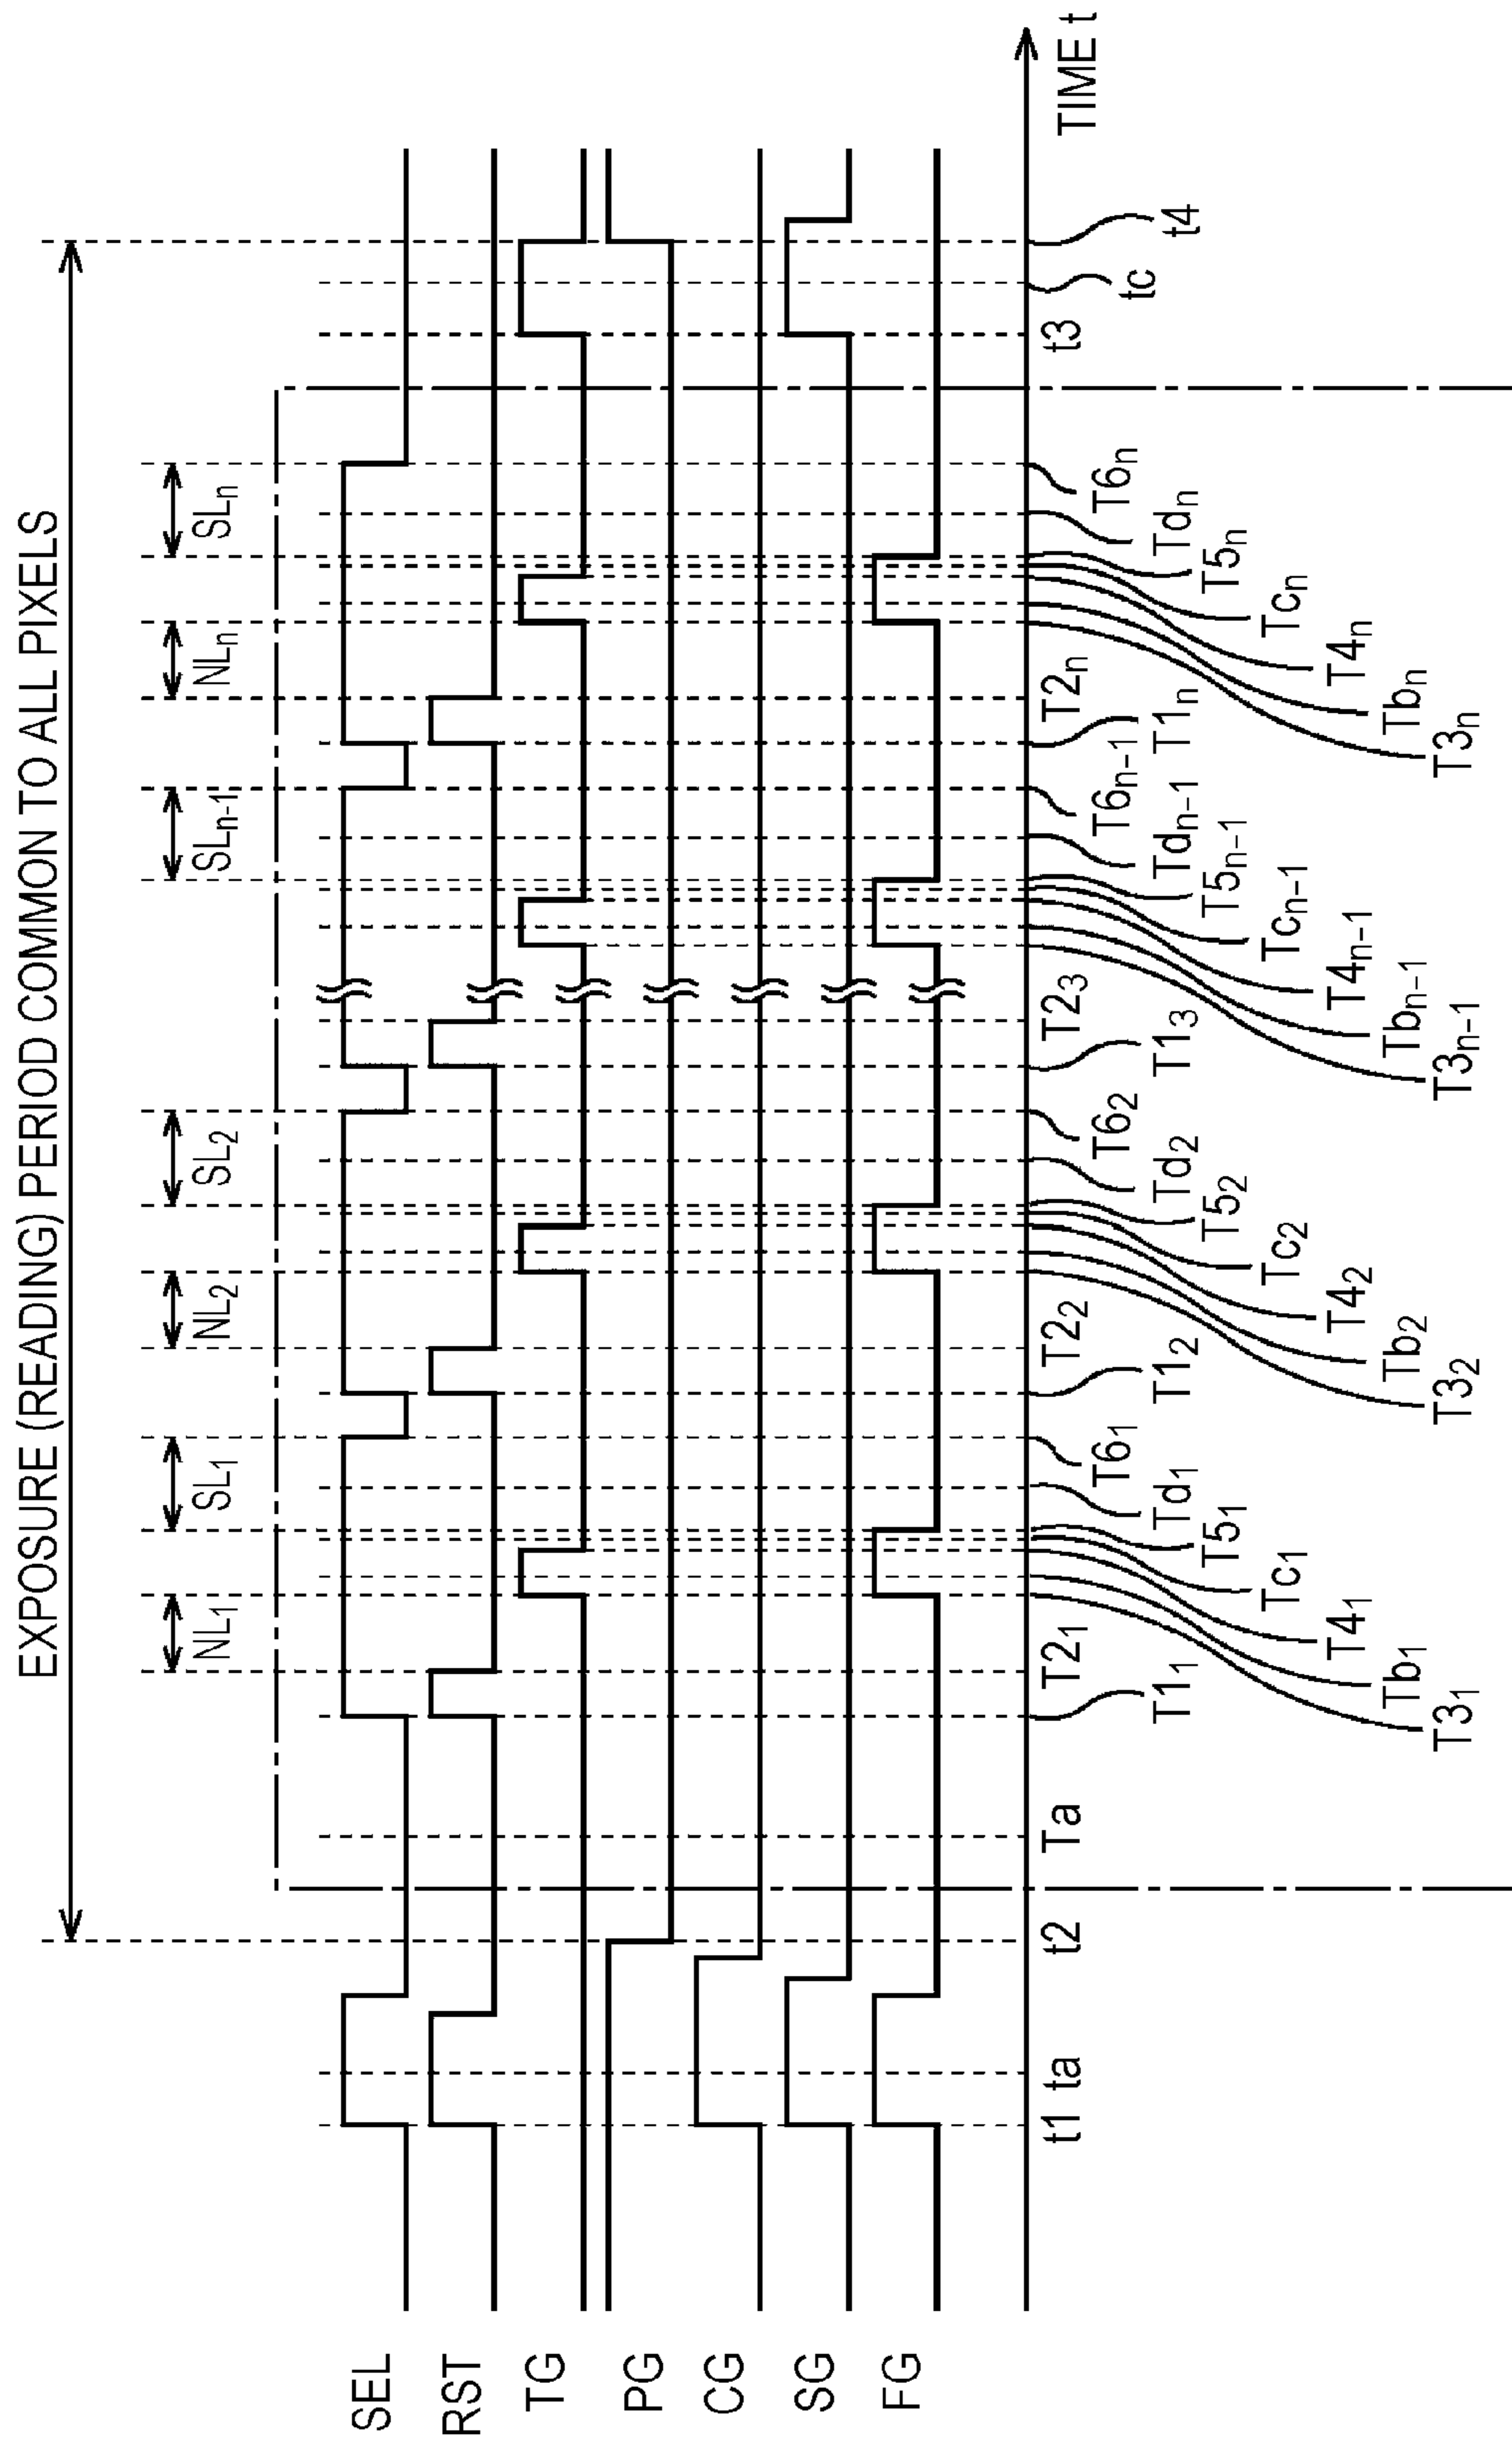 EXPOSURE (READING) PERIOD COMMON TO ALL PIXELS
NL1 SL1 NL2 SL2 SLn-1 NLn SLn
SEL
RST
TG
PG
CG
SG
FG
t1 ta t2 Ta T21 T22 T23 T2n t3 TIME t
T61 T62 T6n-1 T6n tc
T11 Td1 T12 Td2 T13 Tdn-1 T1n Tdn t4
T51 T52 T5n-1 T5n
Tc1 Tc2 Tcn-1 Tcn
T41 T42 T4n-1 T4n
Tb1 Tb2 Tbn-1 Tbn
T31 T32 T3n-1 T3n